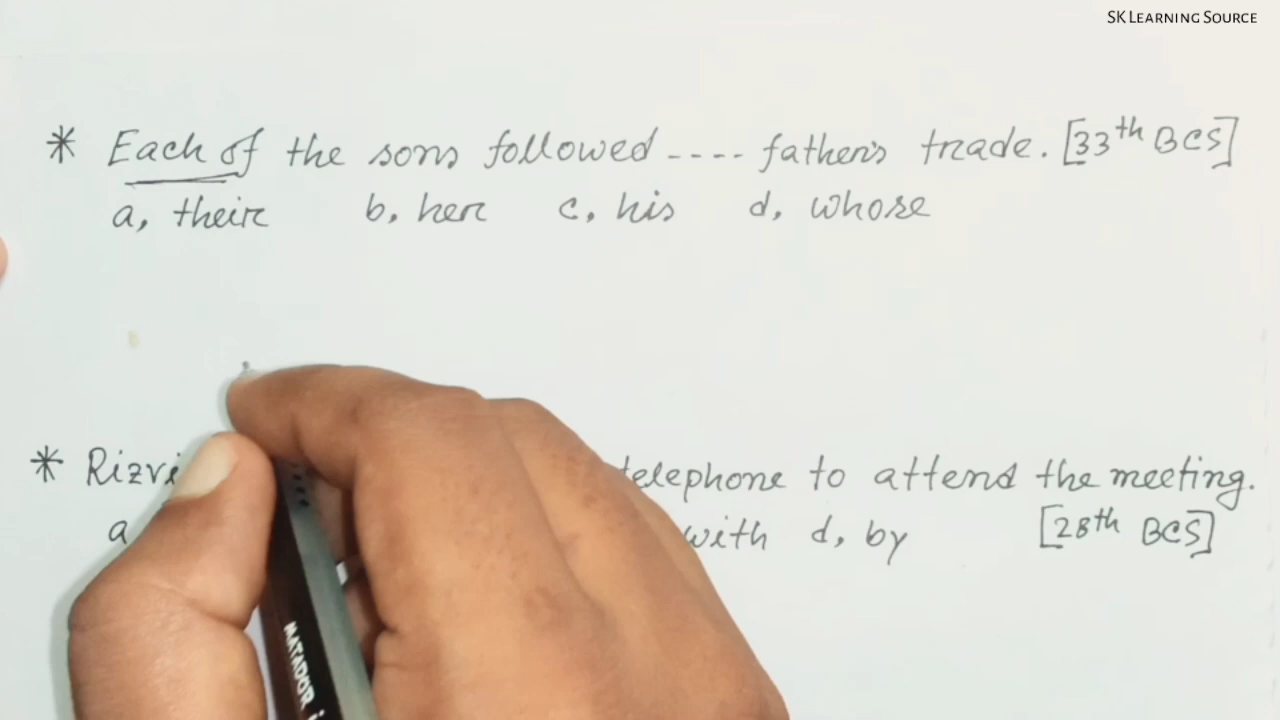 SK Learning Source
* Each of the sons followed ---- father's trade. [33th BCS]
a, their b, her c, his d, whose
* Rizvi telephone to attend the meeting.
a with d, by [28th BCS]
MATADOR i